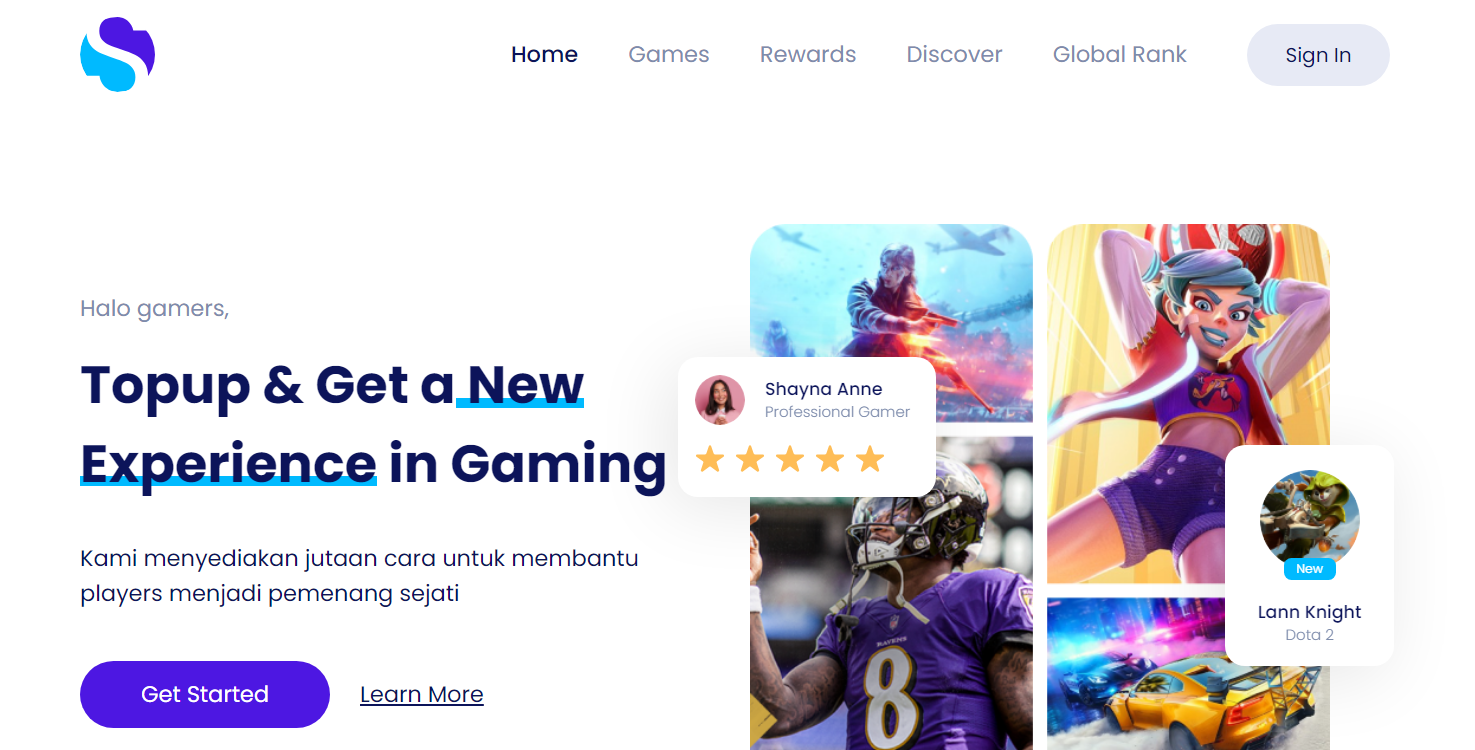 Home
Games
Rewards
Discover
Global Rank
Sign In
Halo gamers,
Topup & Get a New
Experience in Gaming
Kami menyediakan jutaan cara untuk membantu
players menjadi pemenang sejati
Get Started
Learn More
Shayna Anne
Professional Gamer
RAVENS
8
New
Lann Knight
Dota 2